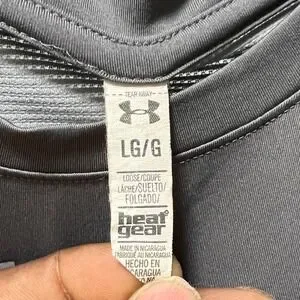 TEAR AWAY
LG/G
LOOSE/COUPE
LÂCHE/SUELTO/
FOLGADO/
heat
gear
MADE IN NICARAGUA
FABRIQUÉ AU NICARAGUA
HECHO EN
NICARAGUA